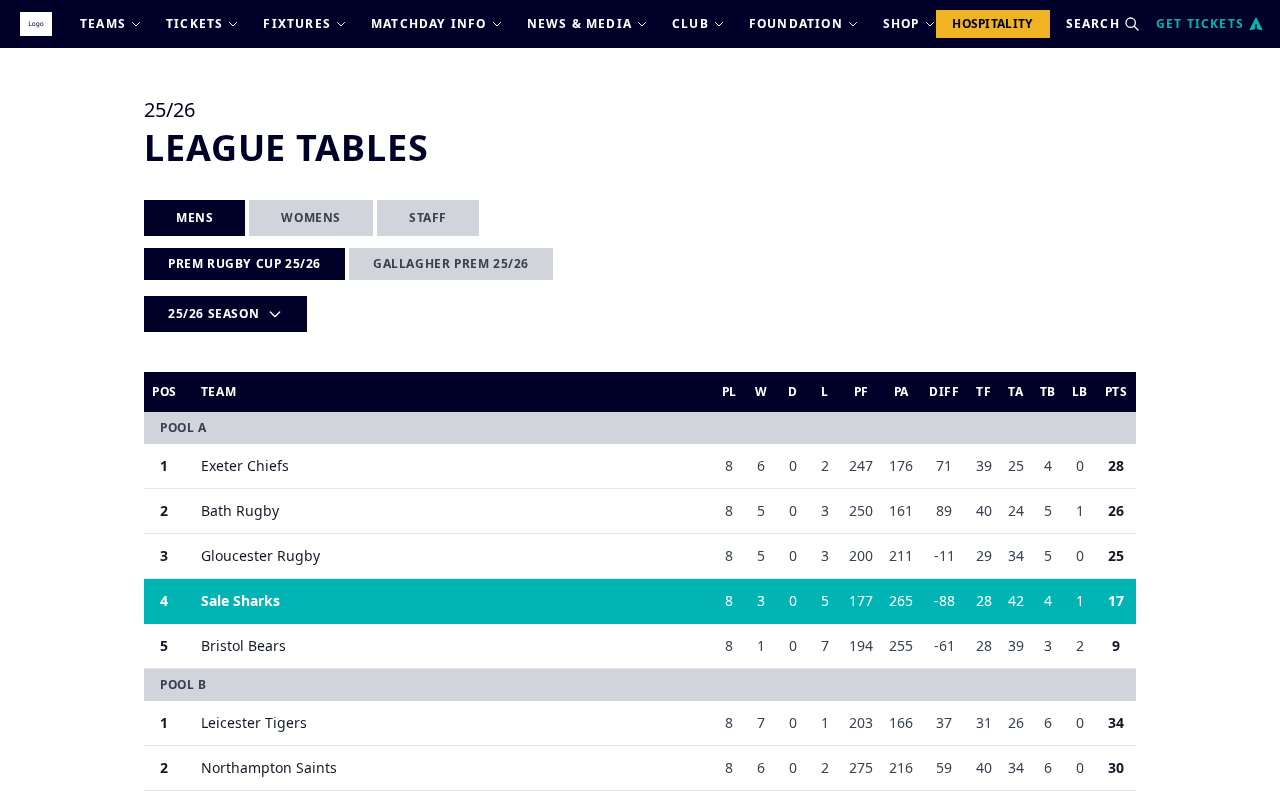 Logo TEAMS TICKETS FIXTURES MATCHDAY INFO NEWS & MEDIA CLUB FOUNDATION SHOP HOSPITALITY SEARCH GET TICKETS
25/26
LEAGUE TABLES
MENS WOMENS STAFF
PREM RUGBY CUP 25/26 GALLAGHER PREM 25/26
25/26 SEASON
POS TEAM PL W D L PF PA DIFF TF TA TB LB PTS
POOL A
1 Exeter Chiefs 8 6 0 2 247 176 71 39 25 4 0 28
2 Bath Rugby 8 5 0 3 250 161 89 40 24 5 1 26
3 Gloucester Rugby 8 5 0 3 200 211 -11 29 34 5 0 25
4 Sale Sharks 8 3 0 5 177 265 -88 28 42 4 1 17
5 Bristol Bears 8 1 0 7 194 255 -61 28 39 3 2 9
POOL B
1 Leicester Tigers 8 7 0 1 203 166 37 31 26 6 0 34
2 Northampton Saints 8 6 0 2 275 216 59 40 34 6 0 30